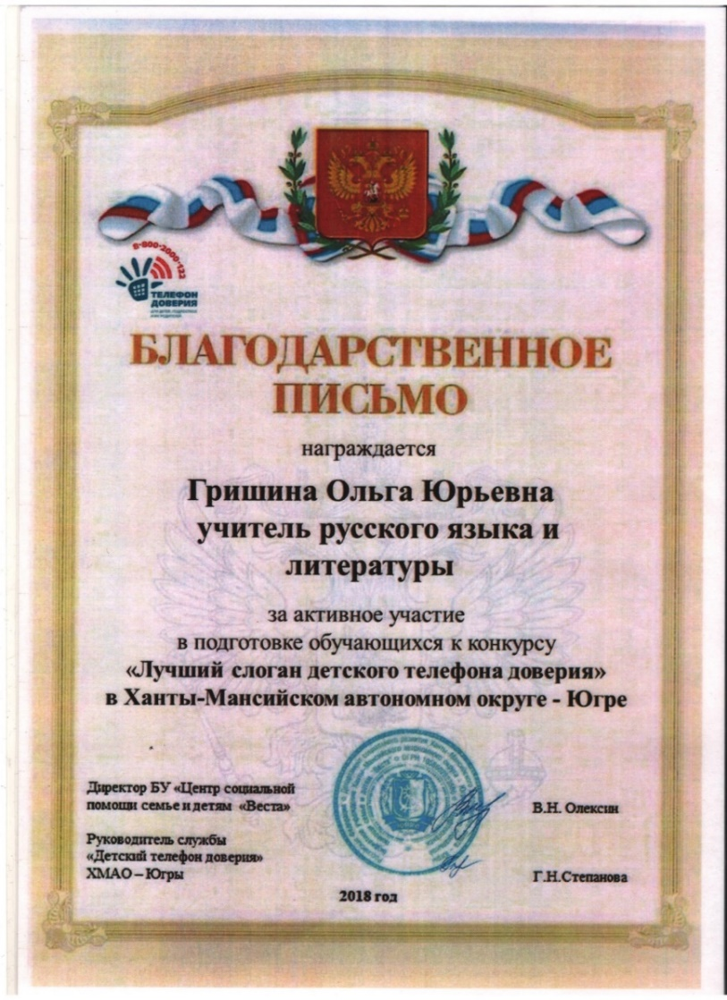 8-800-2000-122
ТЕЛЕФОН
ДОВЕРИЯ
БЛАГОДАРСТВЕННОЕ
ПИСЬМО
награждается
Гришина Ольга Юрьевна
учитель русского языка и
литературы
за активное участие
в подготовке обучающихся к конкурсу
«Лучший слоган детского телефона доверия»
в Ханты-Мансийском автономном округе - Югре
Директор БУ «Центр социальной
помощи семье и детям «Веста»
В.Н. Олексин
Руководитель службы
«Детский телефон доверия»
ХМАО – Югры
Г.Н.Степанова
2018 год